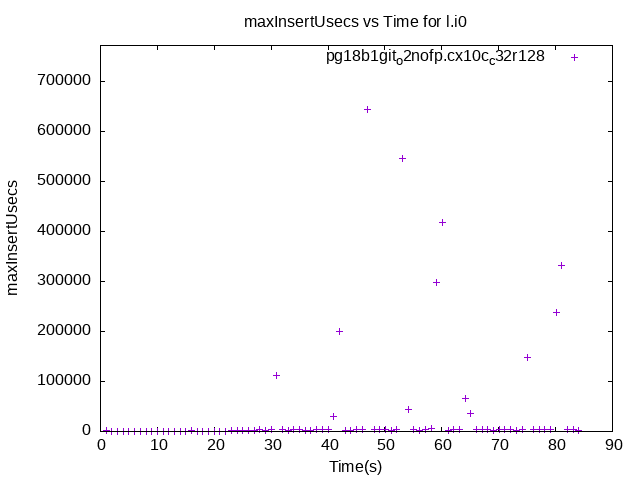 maxInsertUsecs vs Time for l.i0
pg18b1git_o2nofp.cx10c_c32r128
700000
600000
500000
400000
300000
200000
100000
0
maxInsertUsecs
0 10 20 30 40 50 60 70 80 90
Time(s)